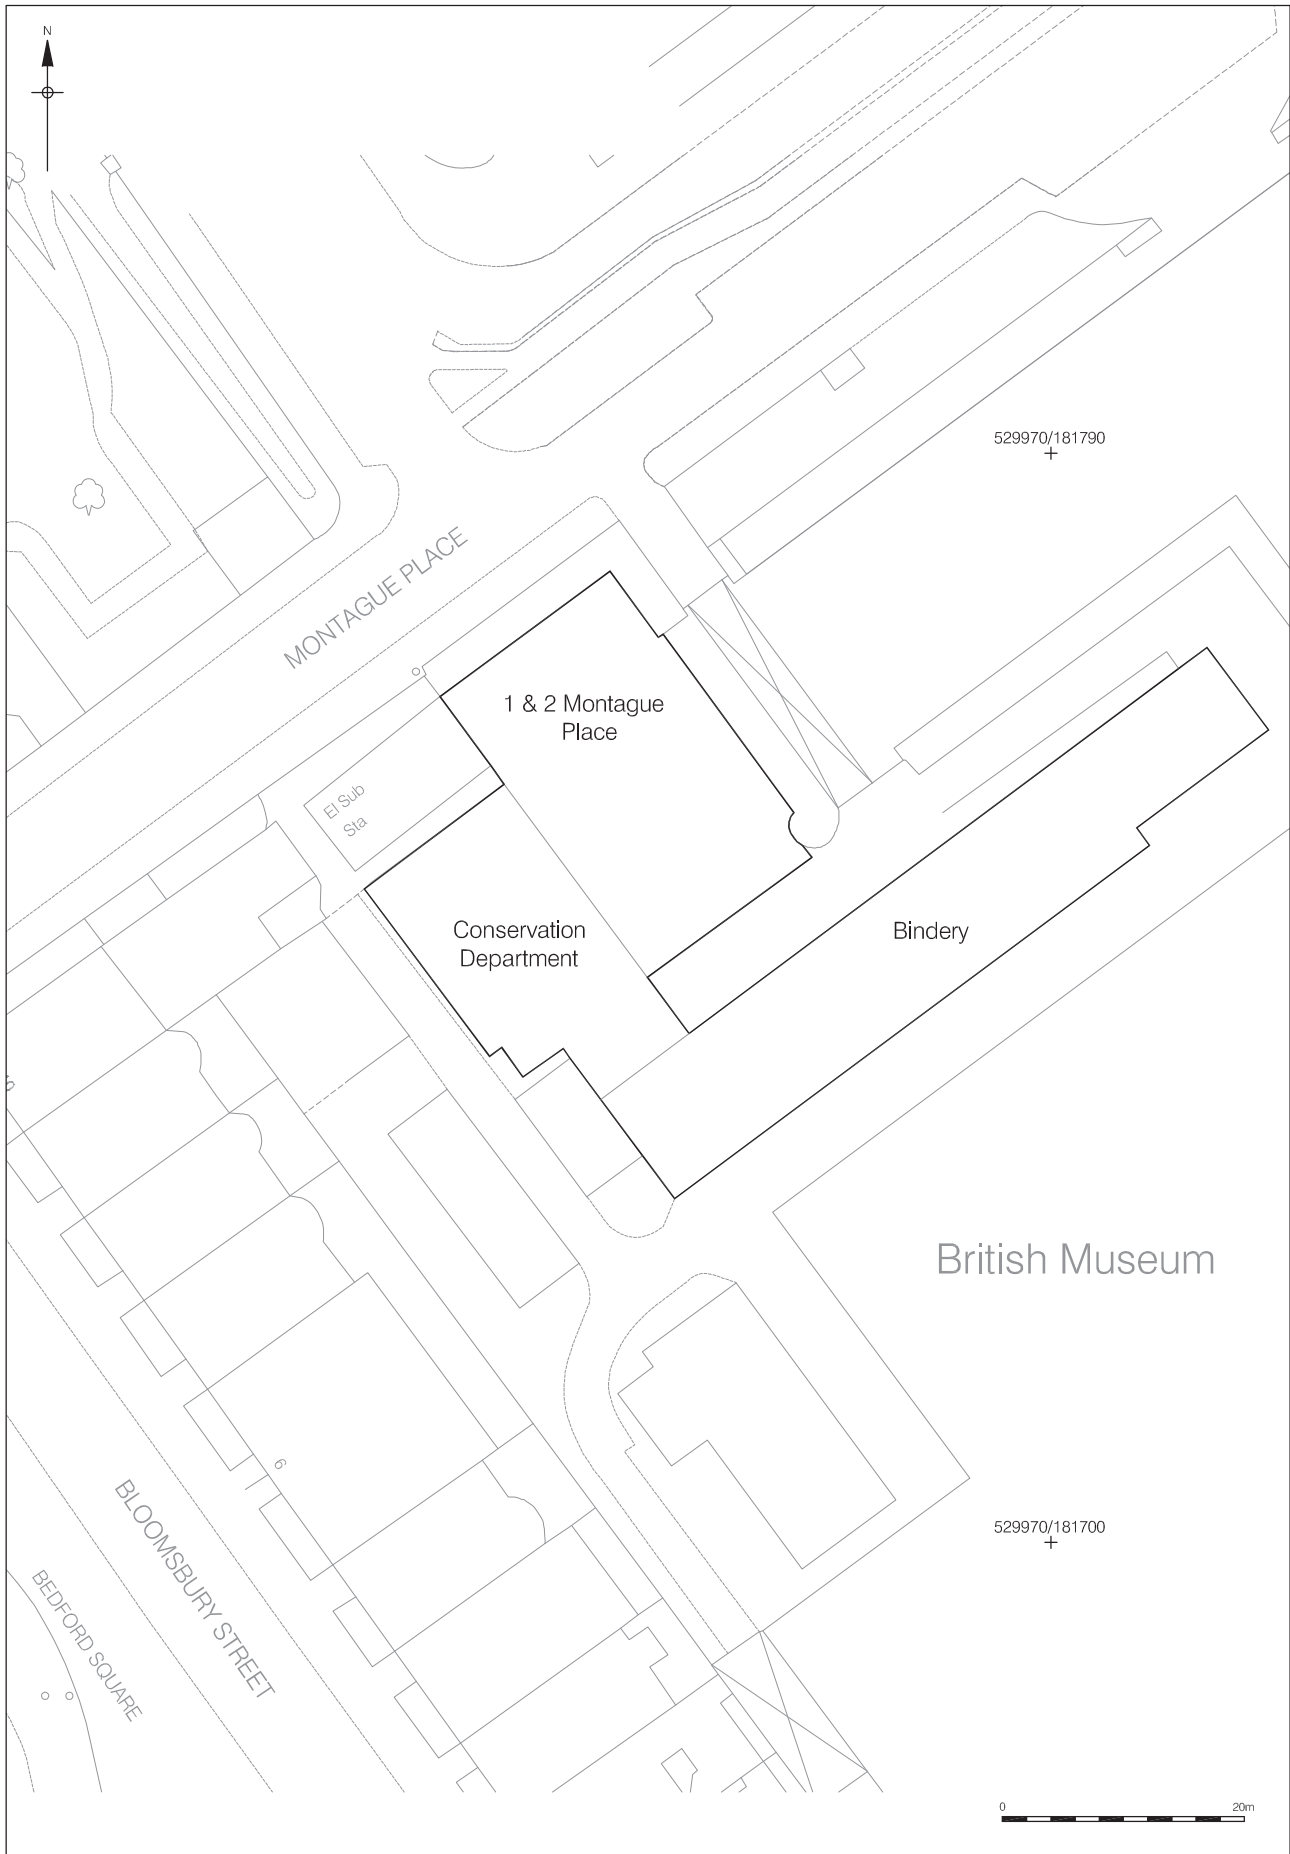 N
529970/181790
MONTAGUE PLACE
1 & 2 Montague
Place
El Sub
Sta
Conservation
Department
Bindery
British Museum
6
529970/181700
BLOOMSBURY STREET
BEDFORD SQUARE
0 20m